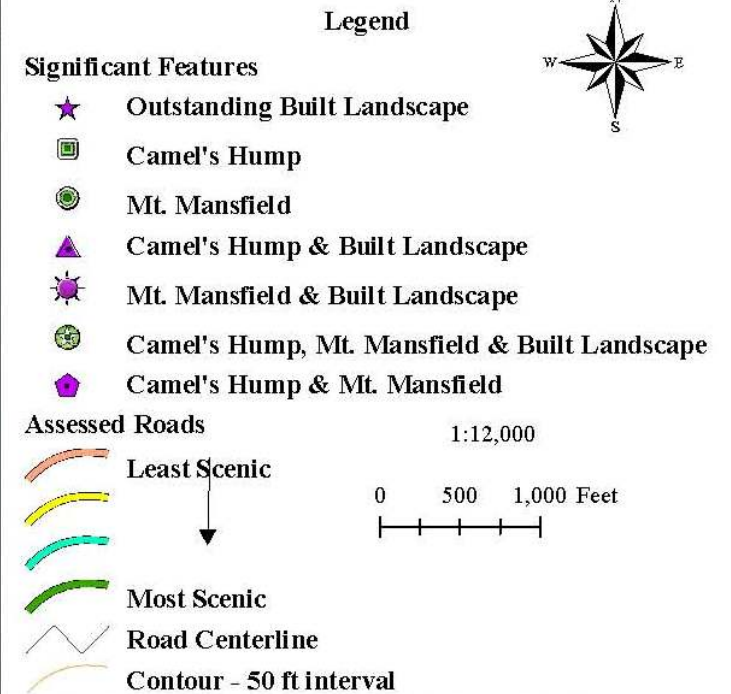 Legend
W E
S
Significant Features
Outstanding Built Landscape
Camel's Hump
Mt. Mansfield
Camel's Hump & Built Landscape
Mt. Mansfield & Built Landscape
Camel's Hump, Mt. Mansfield & Built Landscape
Camel's Hump & Mt. Mansfield
Assessed Roads
1:12,000
Least Scenic
0 500 1,000 Feet
Most Scenic
Road Centerline
Contour - 50 ft interval